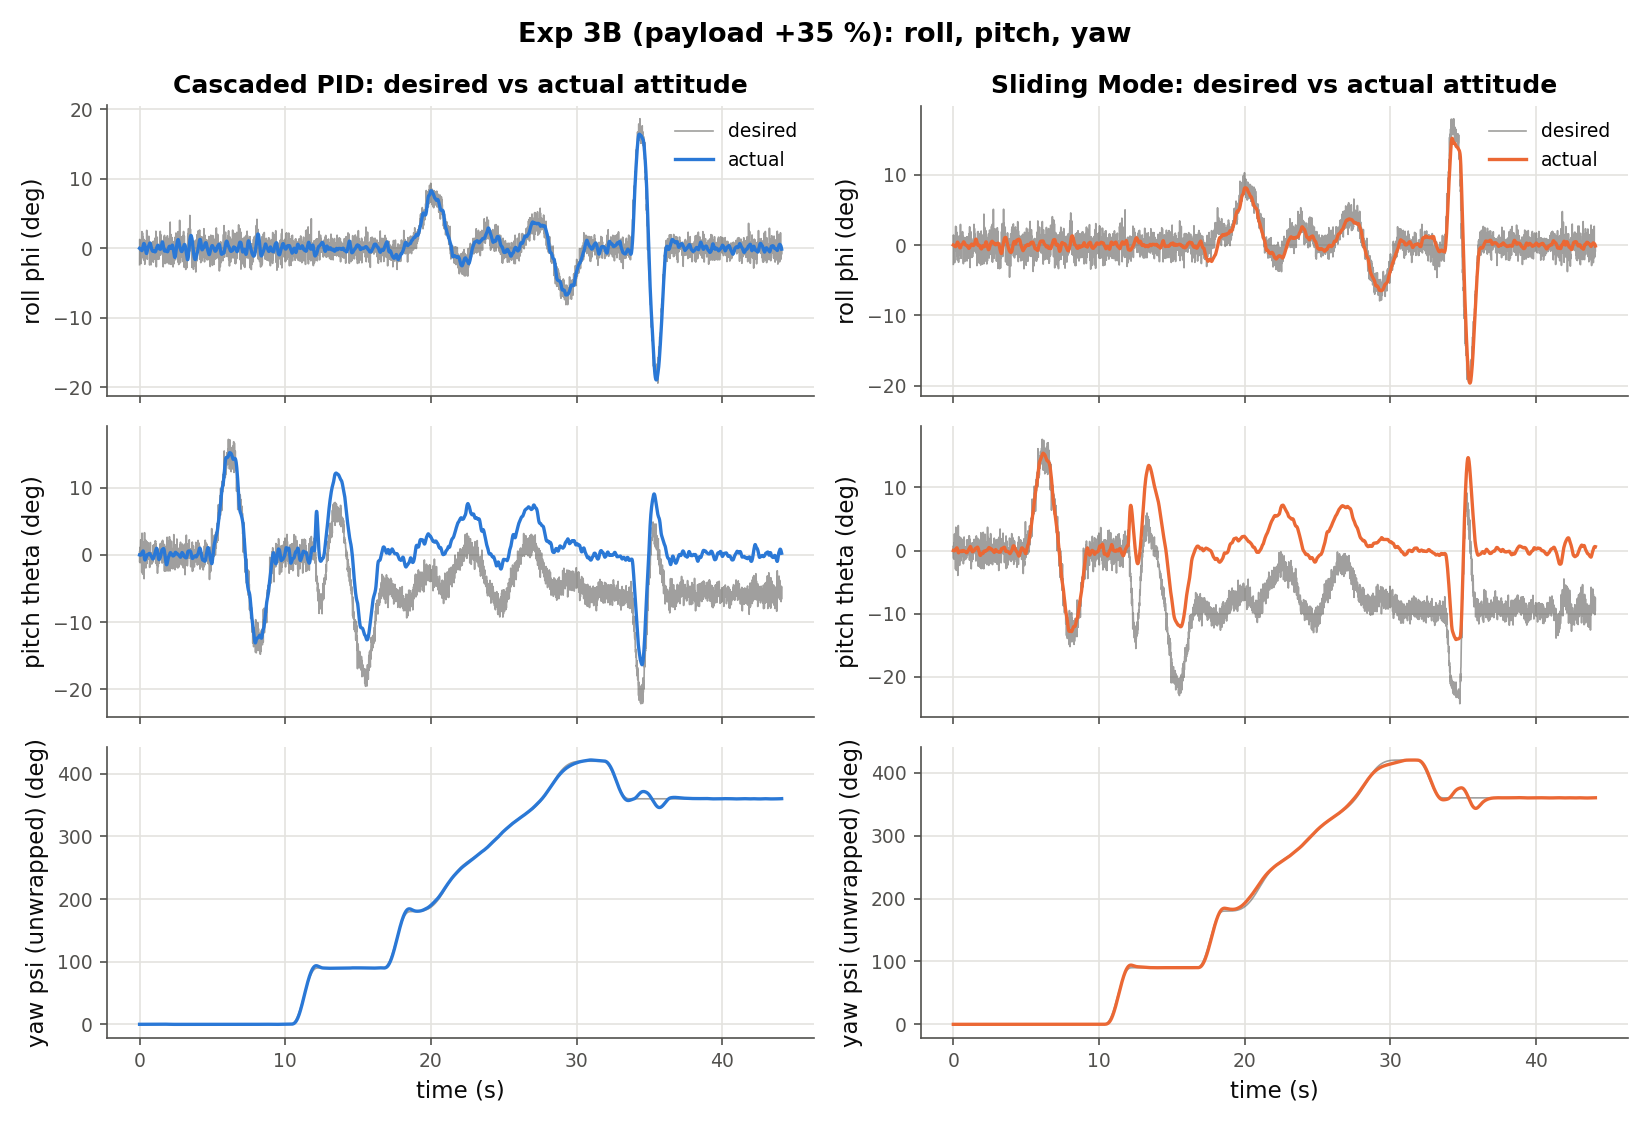 Exp 3B (payload +35 %): roll, pitch, yaw
Cascaded PID: desired vs actual attitude
Sliding Mode: desired vs actual attitude
roll phi (deg)
20
10
0
−10
−20
desired
actual
roll phi (deg)
10
0
−10
−20
desired
actual
pitch theta (deg)
10
0
−10
−20
pitch theta (deg)
10
0
−10
−20
yaw psi (unwrapped) (deg)
400
300
200
100
0
0 10 20 30 40
time (s)
yaw psi (unwrapped) (deg)
400
300
200
100
0
0 10 20 30 40
time (s)